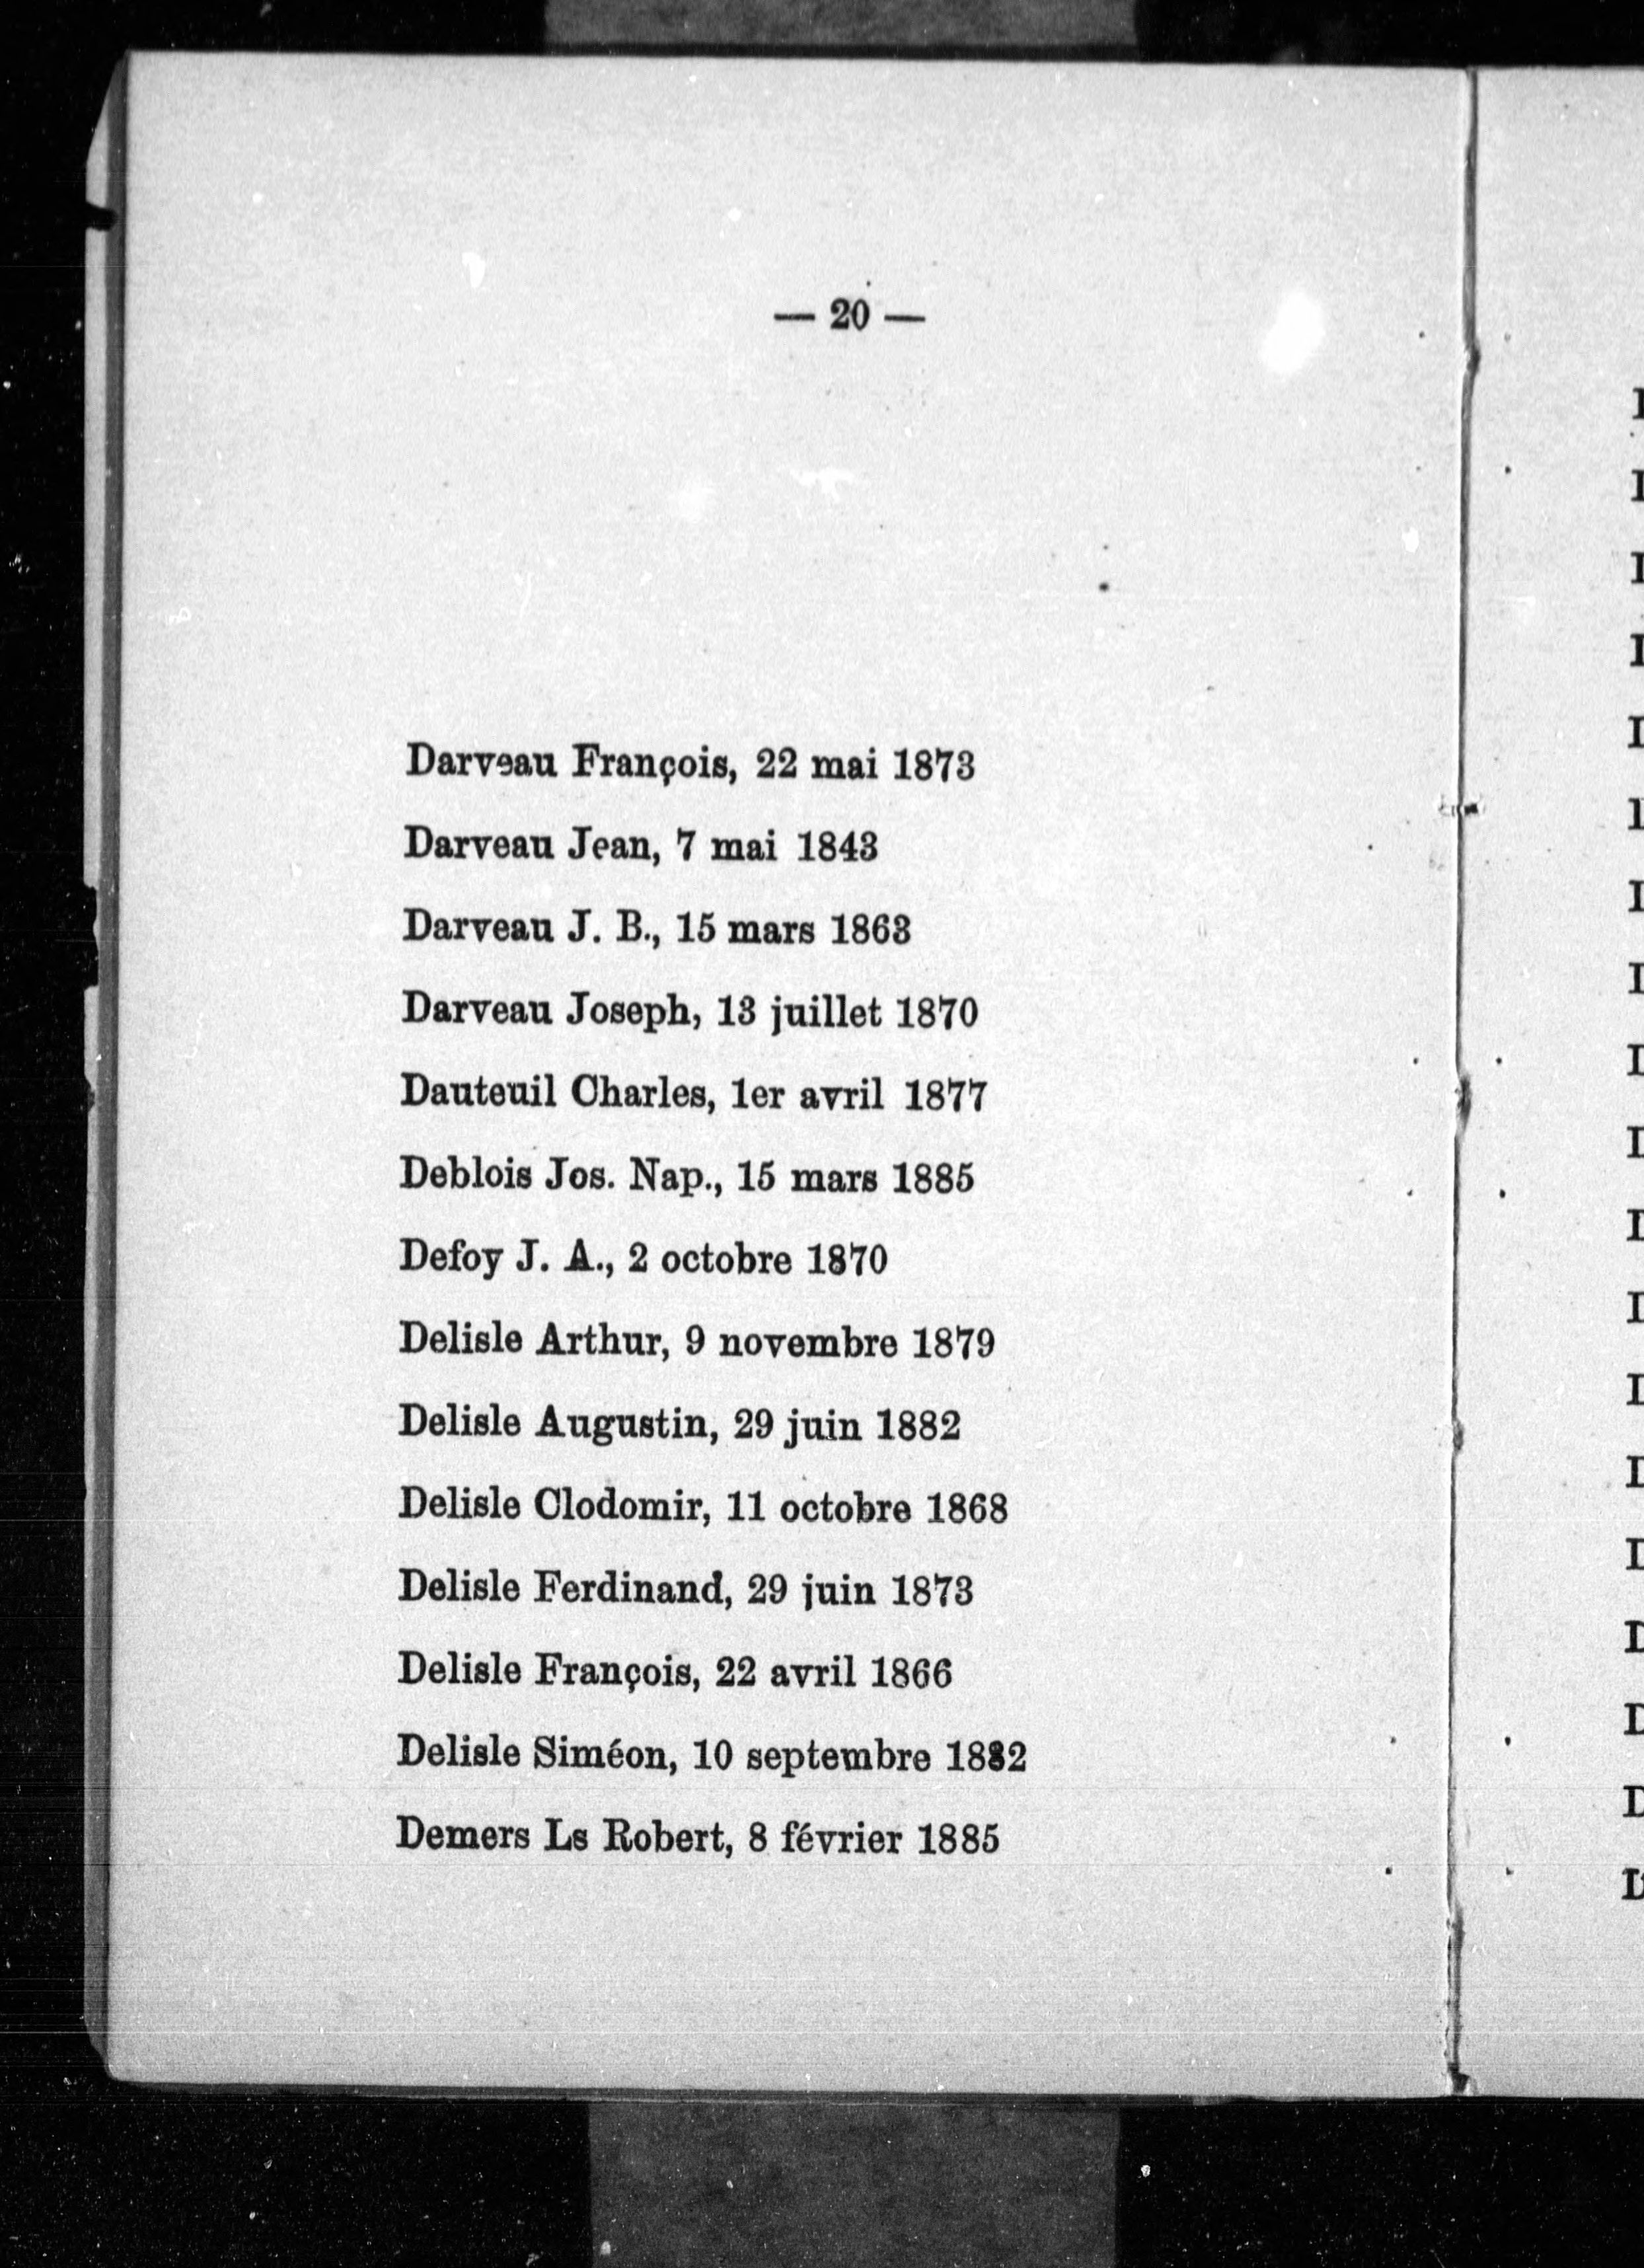 — 20 —
Darveau François, 22 mai 1873
Darveau Jean, 7 mai 1843
Darveau J. B., 15 mars 1863
Darveau Joseph, 13 juillet 1870
Dauteuil Charles, 1er avril 1877
Deblois Jos. Nap., 15 mars 1885
Defoy J. A., 2 octobre 1870
Delisle Arthur, 9 novembre 1879
Delisle Augustin, 29 juin 1882
Delisle Clodomir, 11 octobre 1868
Delisle Ferdinand, 29 juin 1873
Delisle François, 22 avril 1866
Delisle Siméon, 10 septembre 1882
Demers Ls Robert, 8 février 1885